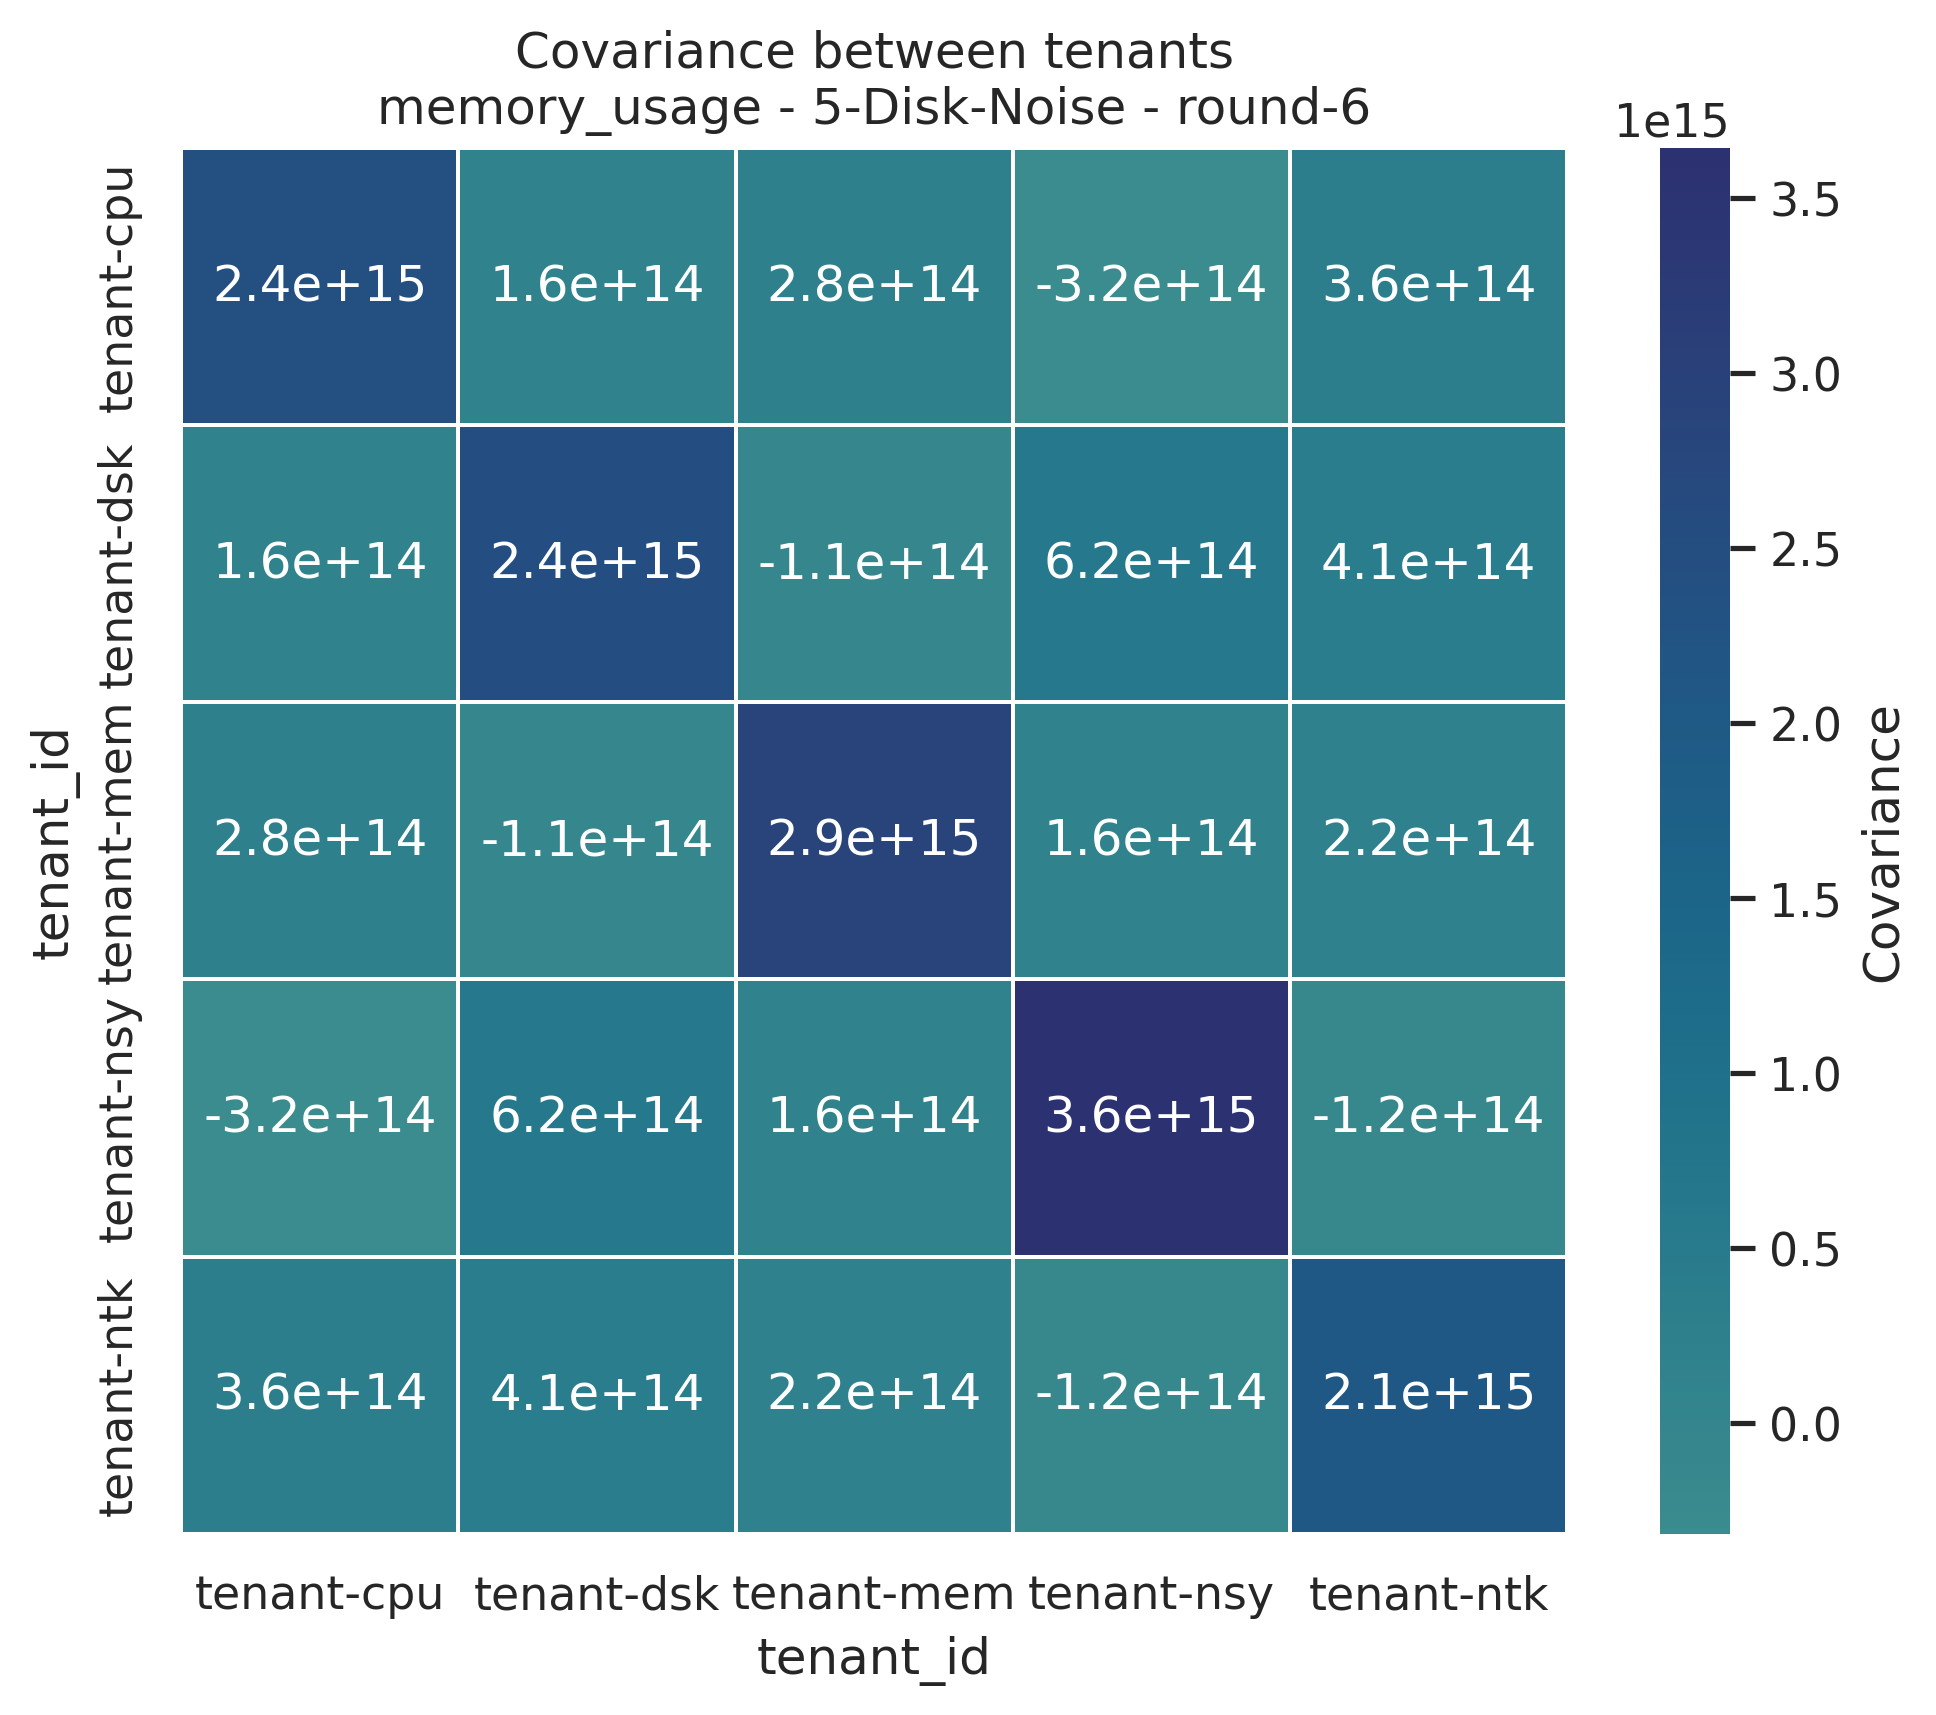 Covariance between tenants
memory_usage - 5-Disk-Noise - round-6
1e15
tenant-cpu 2.4e+15 1.6e+14 2.8e+14 -3.2e+14 3.6e+14
tenant-dsk 1.6e+14 2.4e+15 -1.1e+14 6.2e+14 4.1e+14
tenant-mem 2.8e+14 -1.1e+14 2.9e+15 1.6e+14 2.2e+14
tenant-nsy -3.2e+14 6.2e+14 1.6e+14 3.6e+15 -1.2e+14
tenant-ntk 3.6e+14 4.1e+14 2.2e+14 -1.2e+14 2.1e+15
tenant_id
tenant-cpu tenant-dsk tenant-mem tenant-nsy tenant-ntk
tenant_id
3.5
3.0
2.5
2.0
1.5
1.0
0.5
0.0
Covariance